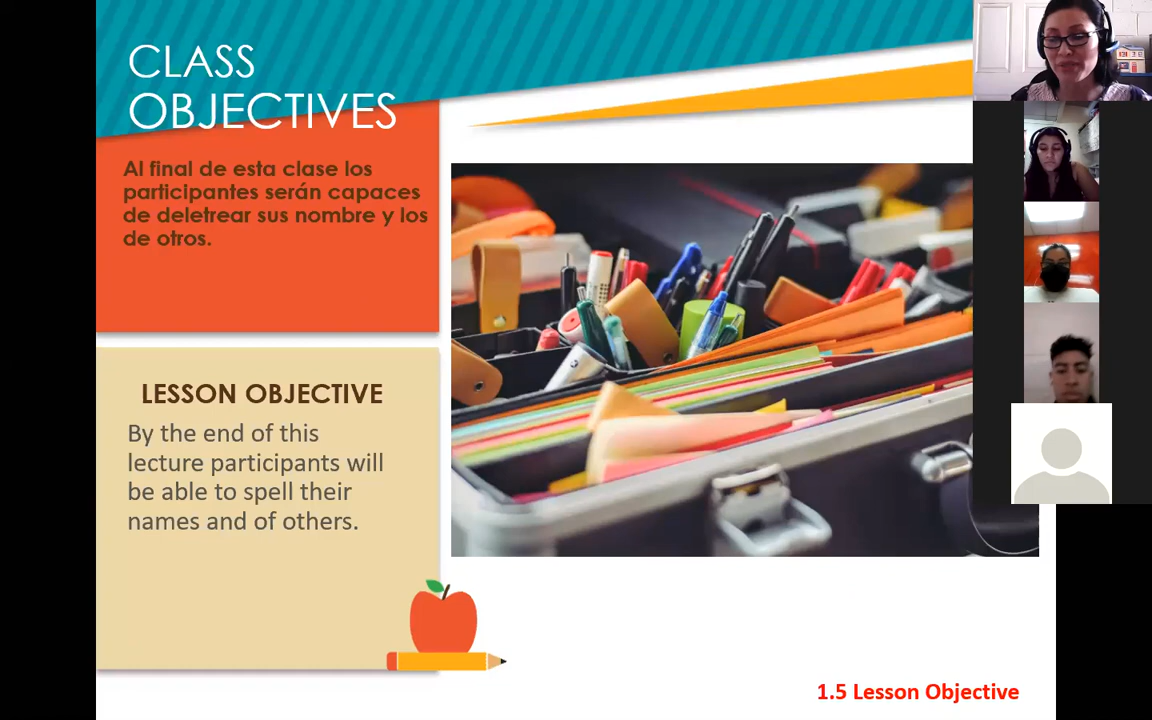 CLASS
OBJECTIVES
Al final de esta clase los
participantes serán capaces
de deletrear sus nombre y los
de otros.
LESSON OBJECTIVE
By the end of this
lecture participants will
be able to spell their
names and of others.
1.5 Lesson Objective